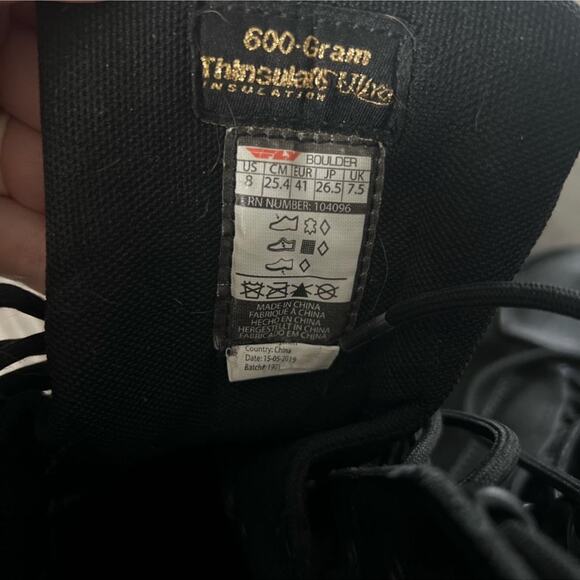 600-Gram
Thinsulate Ultra
INSULATION
BOULDER
US CM EUR JP UK
8 25.4 41 26.5 7.5
RN NUMBER: 104096
MADE IN CHINA
FABRIQUE A CHINA
HECHO EN CHINA
HERGESTELLT IN CHINA
FABRICADO EM CHINA
Country: China
Date: 15-05-2019
Batch#: 1901